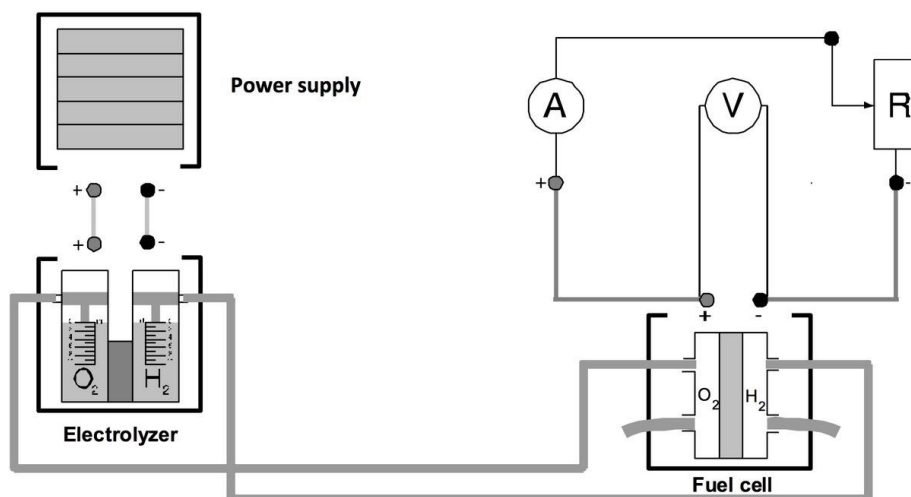 Power supply
A
V
R
+ -
+ -
+ -
+ -
O2
H2
O2
H2
Electrolyzer
Fuel cell